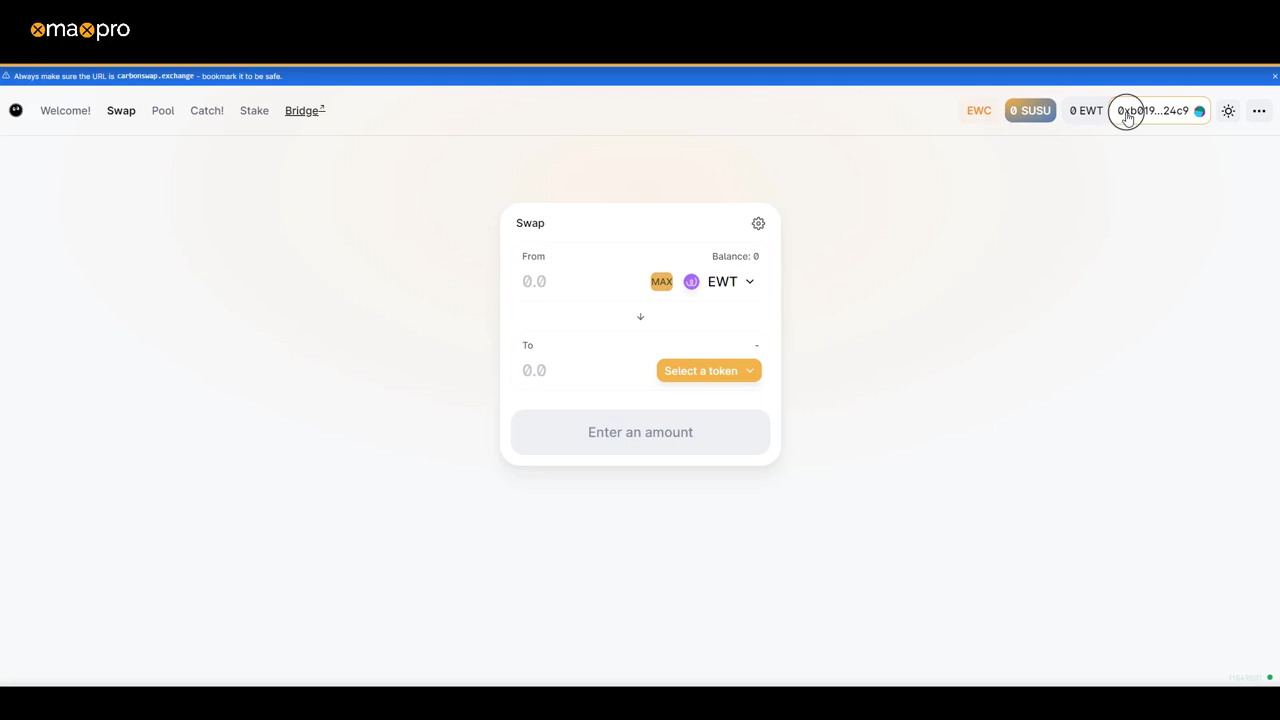 omaxpro
Always make sure the URL is carbonswap.exchange - bookmark it to be safe.
Welcome! Swap Pool Catch! Stake Bridge↗ EWC 0 SUSU 0 EWT 0xb019...24c9
Swap
From Balance: 0
0.0 MAX EWT
To -
0.0 Select a token
Enter an amount